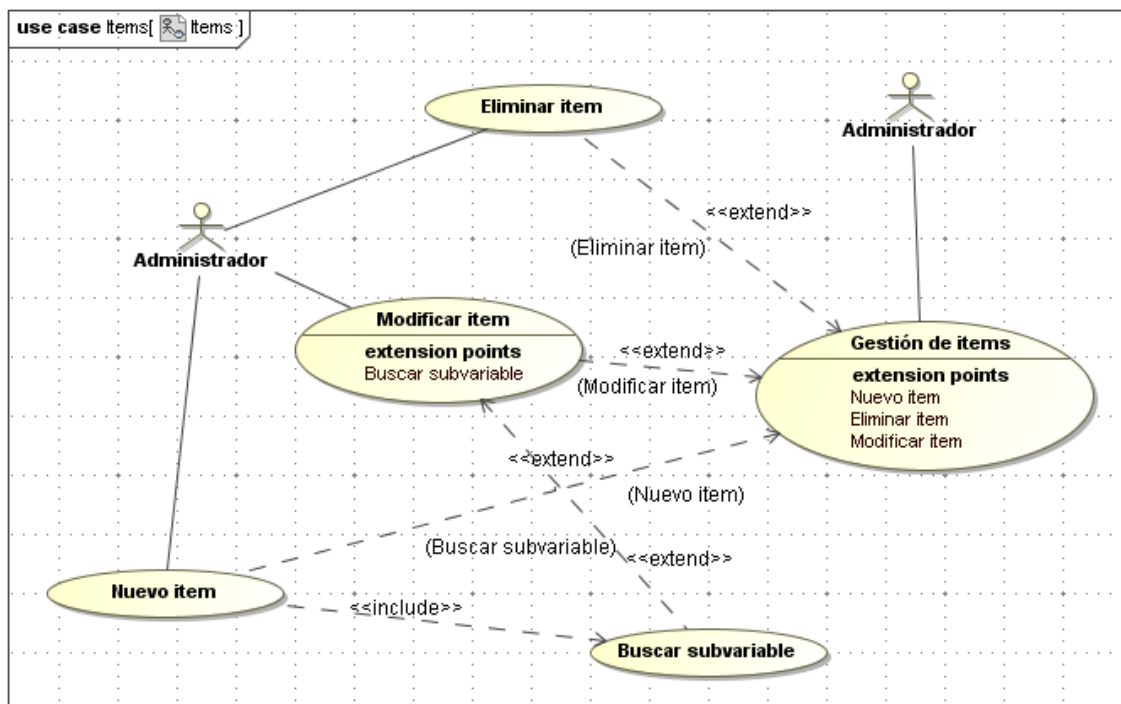 use case Items[ Items ]
Eliminar item
Administrador
<<extend>>
(Eliminar item)
Administrador
Modificar item
extension points
Buscar subvariable
<<extend>>
(Modificar item)
Gestión de items
extension points
Nuevo item
Eliminar item
Modificar item
<<extend>>
(Nuevo item)
(Buscar subvariable)
<<extend>>
Nuevo item
<<include>>
Buscar subvariable